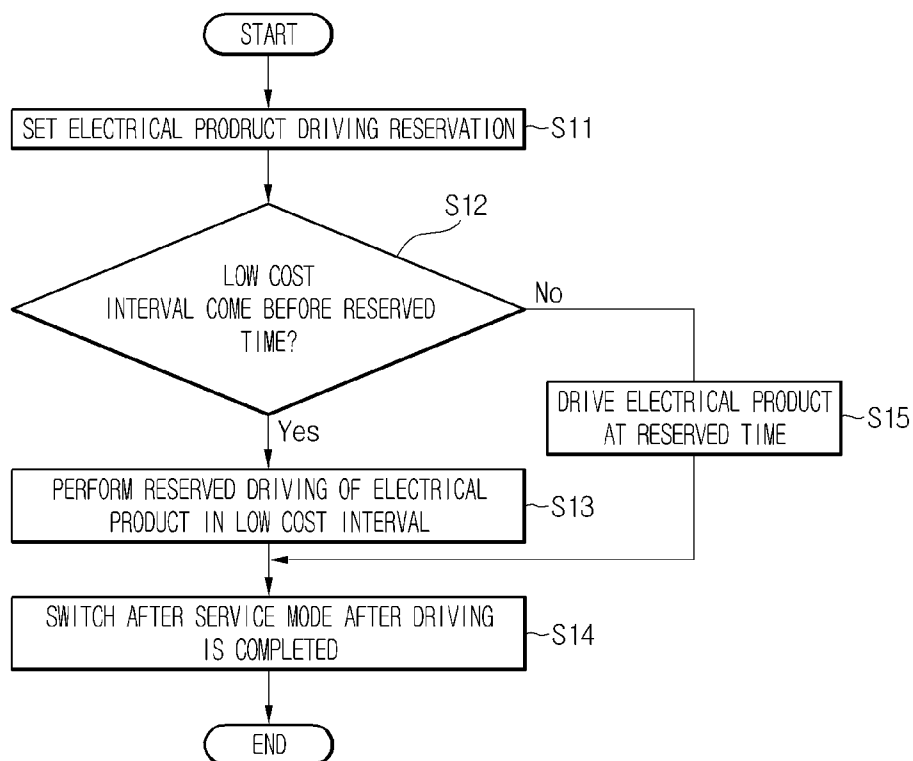 START
SET ELECTRICAL PRODRUCT DRIVING RESERVATION
S11
S12
LOW COST
INTERVAL COME BEFORE RESERVED
TIME?
No
Yes
DRIVE ELECTRICAL PRODUCT
AT RESERVED TIME
S15
PERFORM RESERVED DRIVING OF ELECTRICAL
PRODUCT IN LOW COST INTERVAL
S13
SWITCH AFTER SERVICE MODE AFTER DRIVING
IS COMPLETED
S14
END